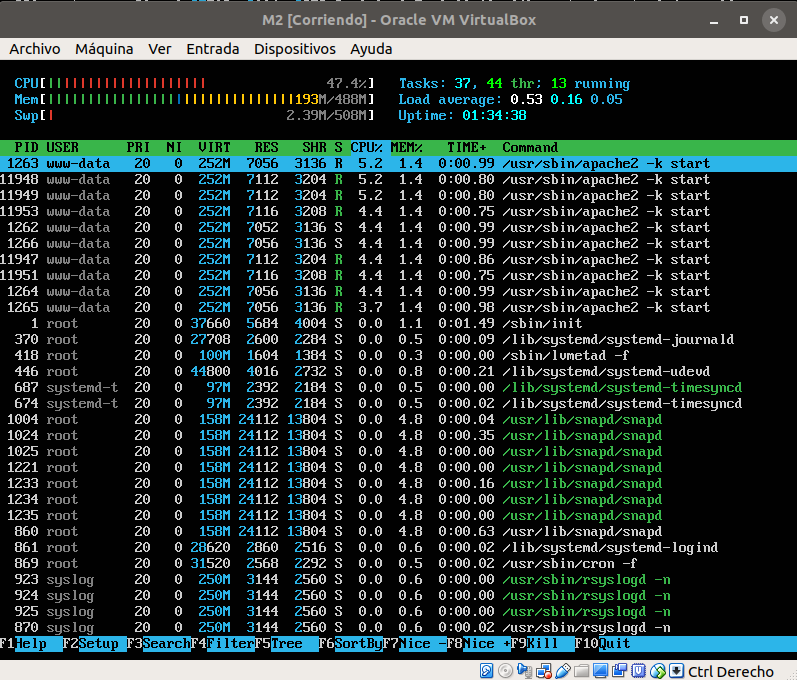 M2 [Corriendo] - Oracle VM VirtualBox
Archivo Máquina Ver Entrada Dispositivos Ayuda
CPU[|||||||||||||||||||| 47.4%] Tasks: 37, 44 thr; 13 running
Mem[|||||||||||||||||||||||||||||||193M/488M] Load average: 0.53 0.16 0.05
Swp[| 2.39M/508M] Uptime: 01:34:38
PID USER PRI NI VIRT RES SHR S CPU% MEM% TIME+ Command
1263 www-data 20 0 252M 7056 3136 R 5.2 1.4 0:00.99 /usr/sbin/apache2 -k start
11948 www-data 20 0 252M 7112 3204 R 5.2 1.4 0:00.80 /usr/sbin/apache2 -k start
11949 www-data 20 0 252M 7112 3204 R 5.2 1.4 0:00.80 /usr/sbin/apache2 -k start
11953 www-data 20 0 252M 7116 3208 R 4.4 1.4 0:00.75 /usr/sbin/apache2 -k start
1262 www-data 20 0 252M 7052 3136 S 4.4 1.4 0:00.99 /usr/sbin/apache2 -k start
1266 www-data 20 0 252M 7056 3136 S 4.4 1.4 0:00.99 /usr/sbin/apache2 -k start
11947 www-data 20 0 252M 7112 3204 R 4.4 1.4 0:00.86 /usr/sbin/apache2 -k start
11951 www-data 20 0 252M 7116 3208 R 4.4 1.4 0:00.75 /usr/sbin/apache2 -k start
1264 www-data 20 0 252M 7056 3136 R 4.4 1.4 0:00.99 /usr/sbin/apache2 -k start
1265 www-data 20 0 252M 7056 3136 R 3.7 1.4 0:00.98 /usr/sbin/apache2 -k start
1 root 20 0 37660 5684 4004 S 0.0 1.1 0:01.49 /sbin/init
370 root 20 0 27708 2600 2284 S 0.0 0.5 0:00.09 /lib/systemd/systemd-journald
418 root 20 0 100M 1604 1384 S 0.0 0.3 0:00.00 /sbin/lvmetad -f
446 root 20 0 44800 4016 2732 S 0.0 0.8 0:00.21 /lib/systemd/systemd-udevd
687 systemd-t 20 0 97M 2392 2184 S 0.0 0.5 0:00.00 /lib/systemd/systemd-timesyncd
674 systemd-t 20 0 97M 2392 2184 S 0.0 0.5 0:00.02 /lib/systemd/systemd-timesyncd
1004 root 20 0 158M 24112 13804 S 0.0 4.8 0:00.04 /usr/lib/snapd/snapd
1024 root 20 0 158M 24112 13804 S 0.0 4.8 0:00.35 /usr/lib/snapd/snapd
1025 root 20 0 158M 24112 13804 S 0.0 4.8 0:00.00 /usr/lib/snapd/snapd
1221 root 20 0 158M 24112 13804 S 0.0 4.8 0:00.00 /usr/lib/snapd/snapd
1233 root 20 0 158M 24112 13804 S 0.0 4.8 0:00.16 /usr/lib/snapd/snapd
1234 root 20 0 158M 24112 13804 S 0.0 4.8 0:00.00 /usr/lib/snapd/snapd
1235 root 20 0 158M 24112 13804 S 0.0 4.8 0:00.00 /usr/lib/snapd/snapd
860 root 20 0 158M 24112 13804 S 0.0 4.8 0:00.63 /usr/lib/snapd/snapd
861 root 20 0 28620 2860 2516 S 0.0 0.6 0:00.02 /lib/systemd/systemd-logind
869 root 20 0 31520 2568 2292 S 0.0 0.5 0:00.02 /usr/sbin/cron -f
923 syslog 20 0 250M 3144 2560 S 0.0 0.6 0:00.00 /usr/sbin/rsyslogd -n
924 syslog 20 0 250M 3144 2560 S 0.0 0.6 0:00.00 /usr/sbin/rsyslogd -n
925 syslog 20 0 250M 3144 2560 S 0.0 0.6 0:00.00 /usr/sbin/rsyslogd -n
870 syslog 20 0 250M 3144 2560 S 0.0 0.6 0:00.02 /usr/sbin/rsyslogd -n
F1Help F2Setup F3SearchF4FilterF5Tree F6SortByF7Nice -F8Nice +F9Kill F10Quit
Ctrl Derecho